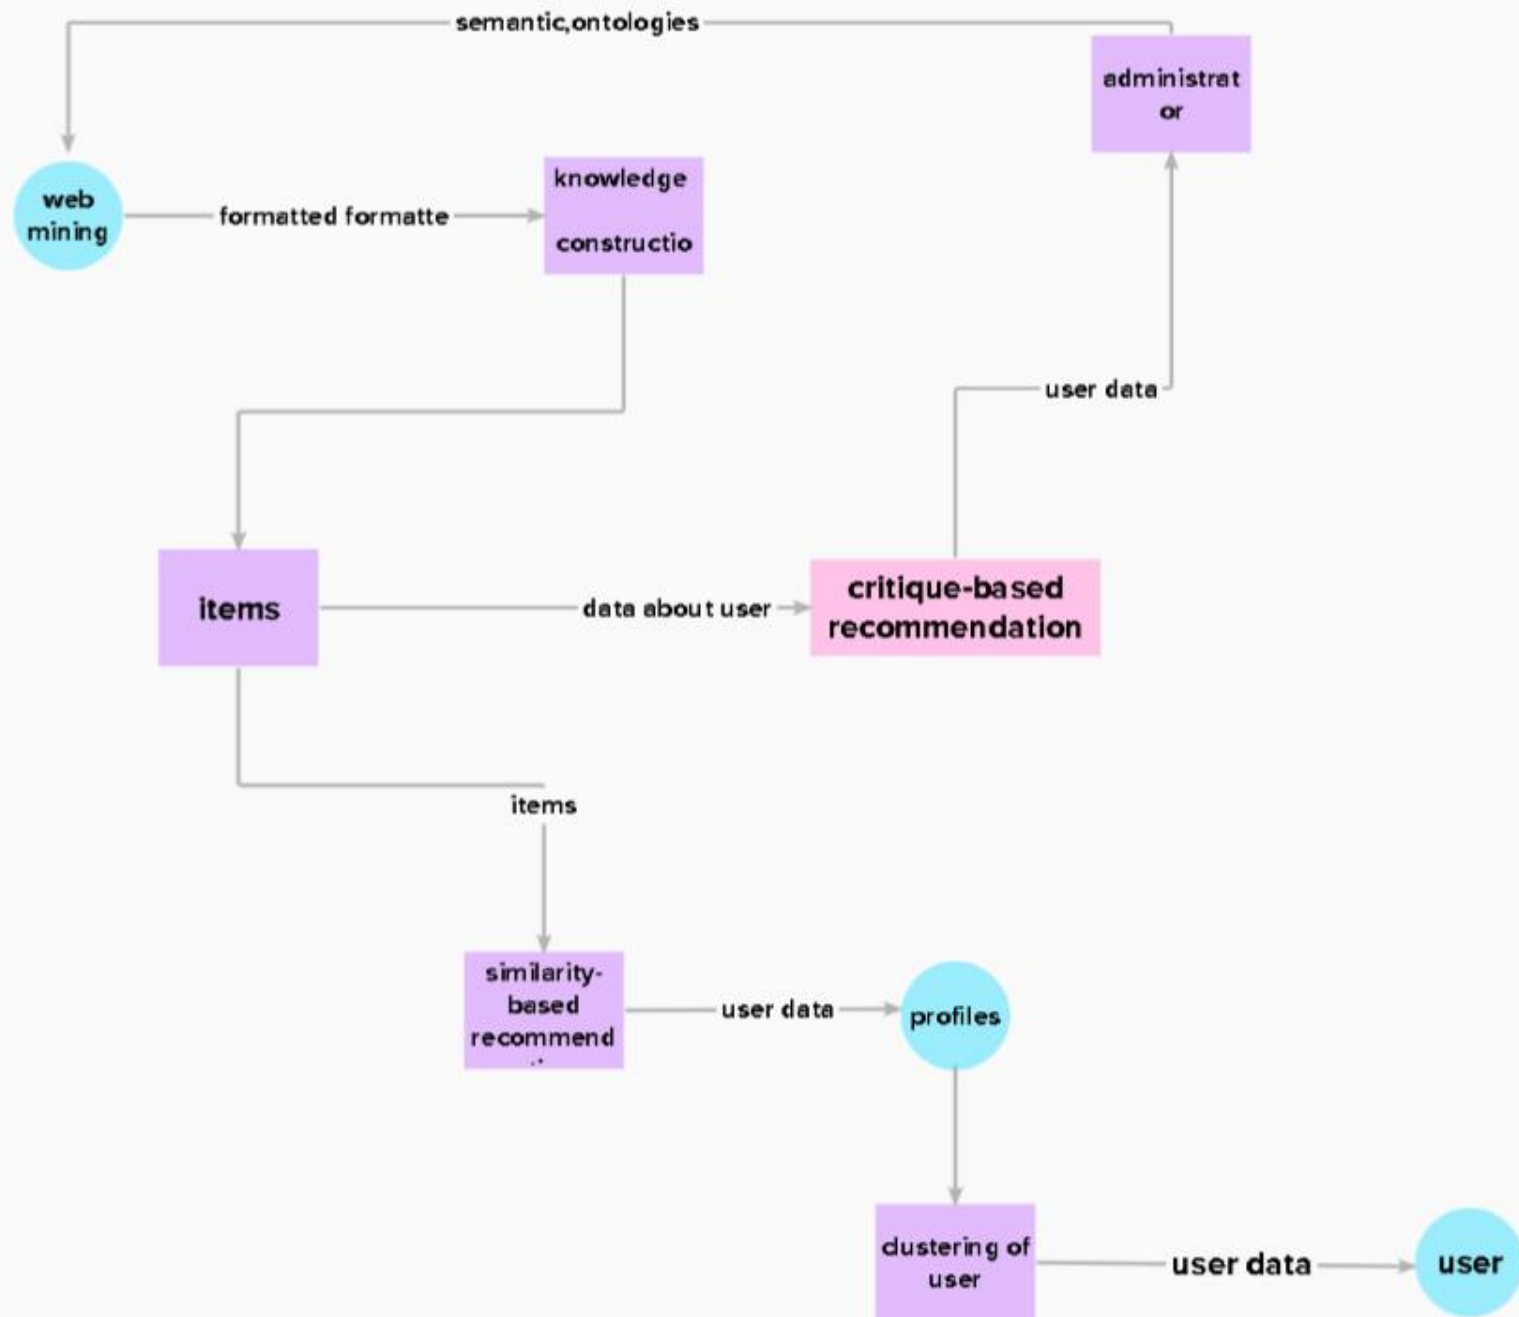 semantic,ontologies
administrat
or
web
mining
formatted formatte
knowledge
constructio
user data
items
data about user
critique-based
recommendation
items
similarity-
based
recommend
user data
profiles
clustering of
user
user data
user